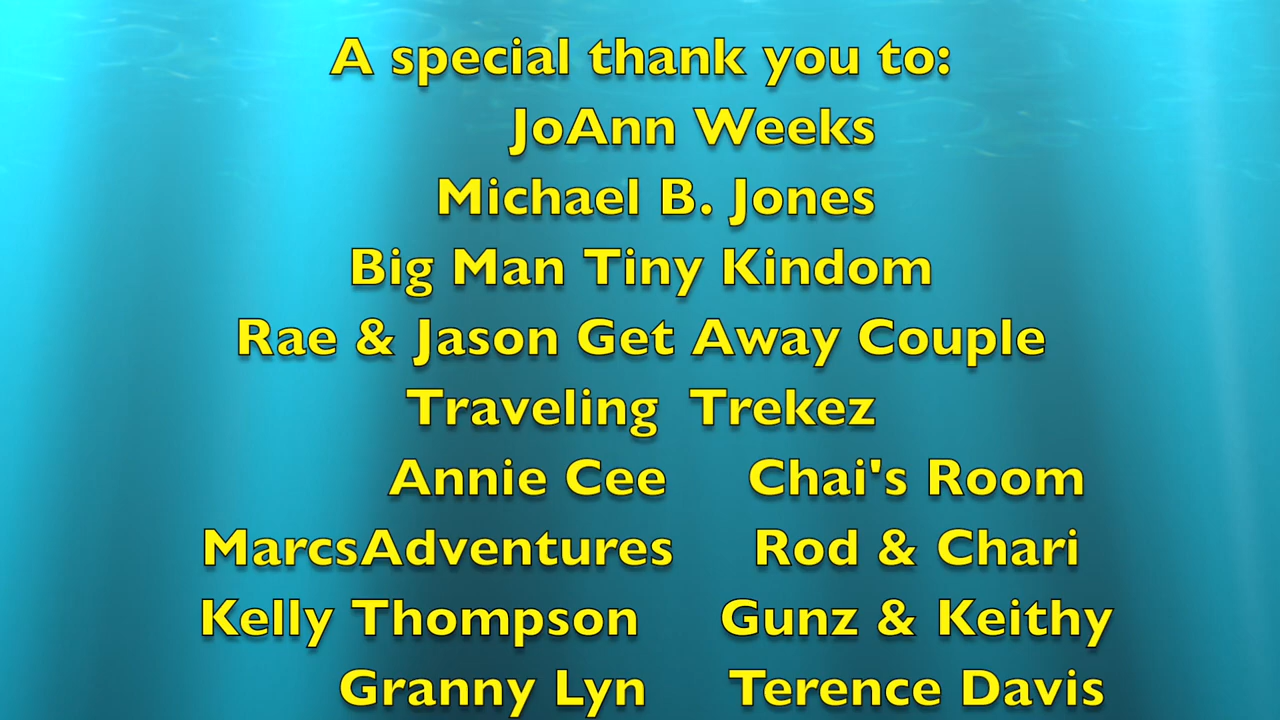 A special thank you to:
JoAnn Weeks
Michael B. Jones
Big Man Tiny Kindom
Rae & Jason Get Away Couple
Traveling Trekez
Annie Cee Chai's Room
MarcsAdventures Rod & Chari
Kelly Thompson Gunz & Keithy
Granny Lyn Terence Davis